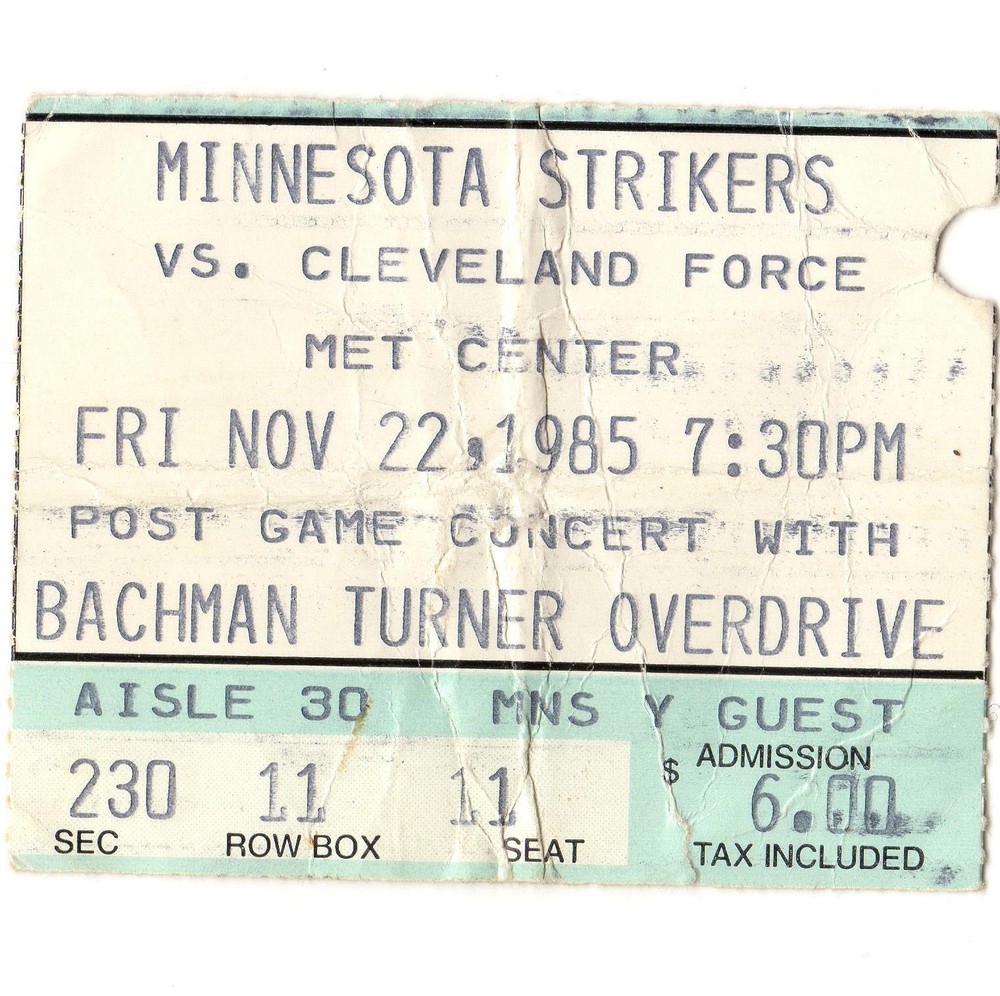 MINNESOTA STRIKERS
VS. CLEVELAND FORCE
MET CENTER
FRI NOV 22,1985 7:30PM
POST GAME CONCERT WITH
BACHMAN TURNER OVERDRIVE
AISLE 30 MNS Y GUEST
230 11 11 $ ADMISSION 6.00
SEC ROW BOX SEAT TAX INCLUDED